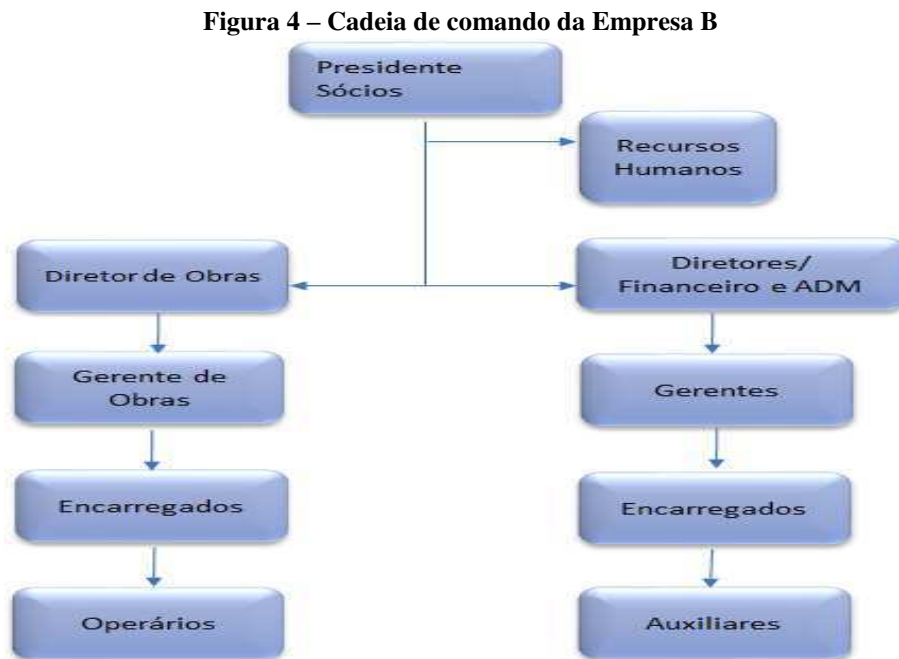 Figura 4 – Cadeia de comando da Empresa B
Presidente
Sócios
Recursos
Humanos
Diretor de Obras
Diretores/
Financeiro e ADM
Gerente de
Obras
Gerentes
Encarregados
Encarregados
Operários
Auxiliares